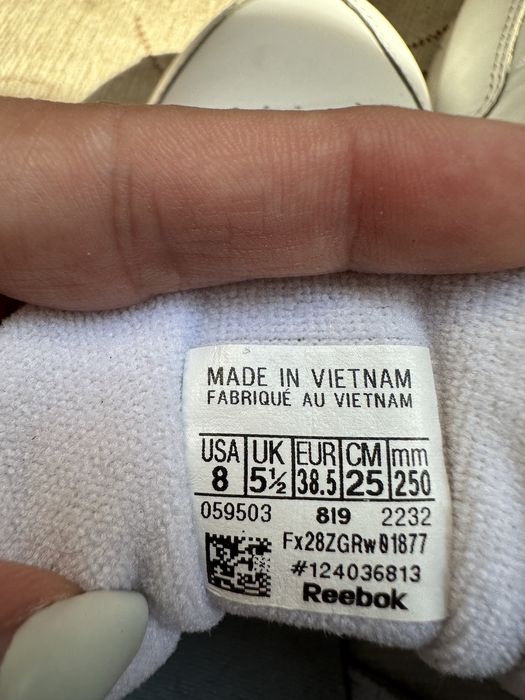 MADE IN VIETNAM
FABRIQUÉ AU VIETNAM
USA UK EUR CM mm
8 5½ 38.5 25 250
059503 819 2232
Fx28ZGRw01877
#124036813
Reebok